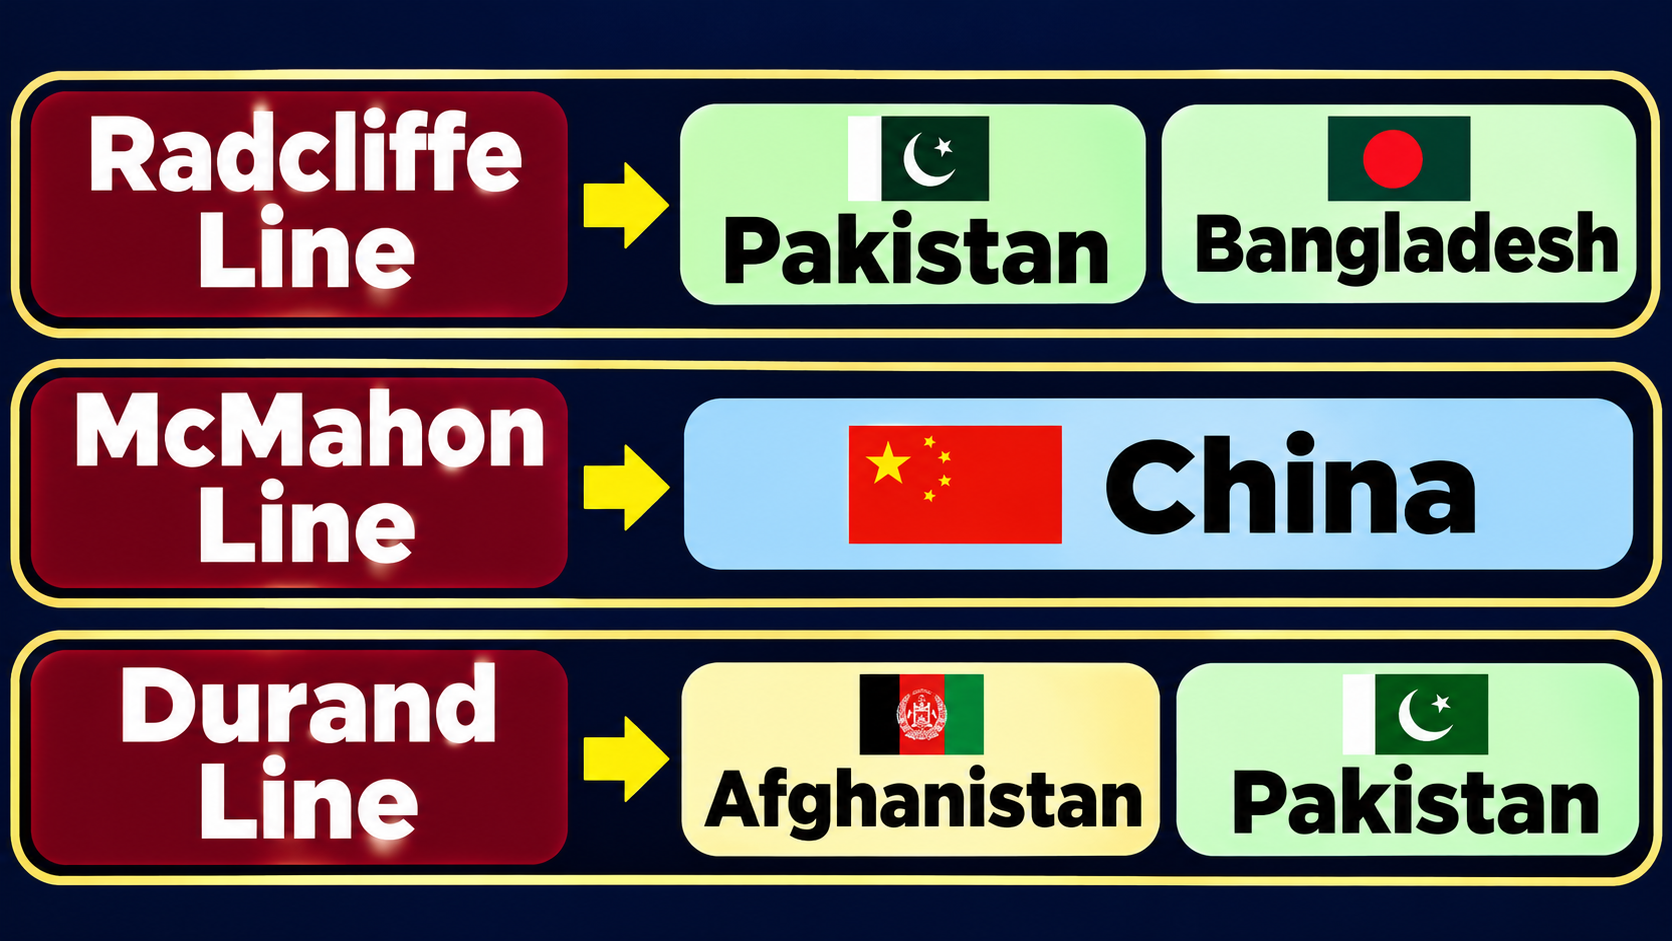 Radcliffe
Line
Pakistan
Bangladesh
McMahon
Line
China
Durand
Line
Afghanistan
Pakistan